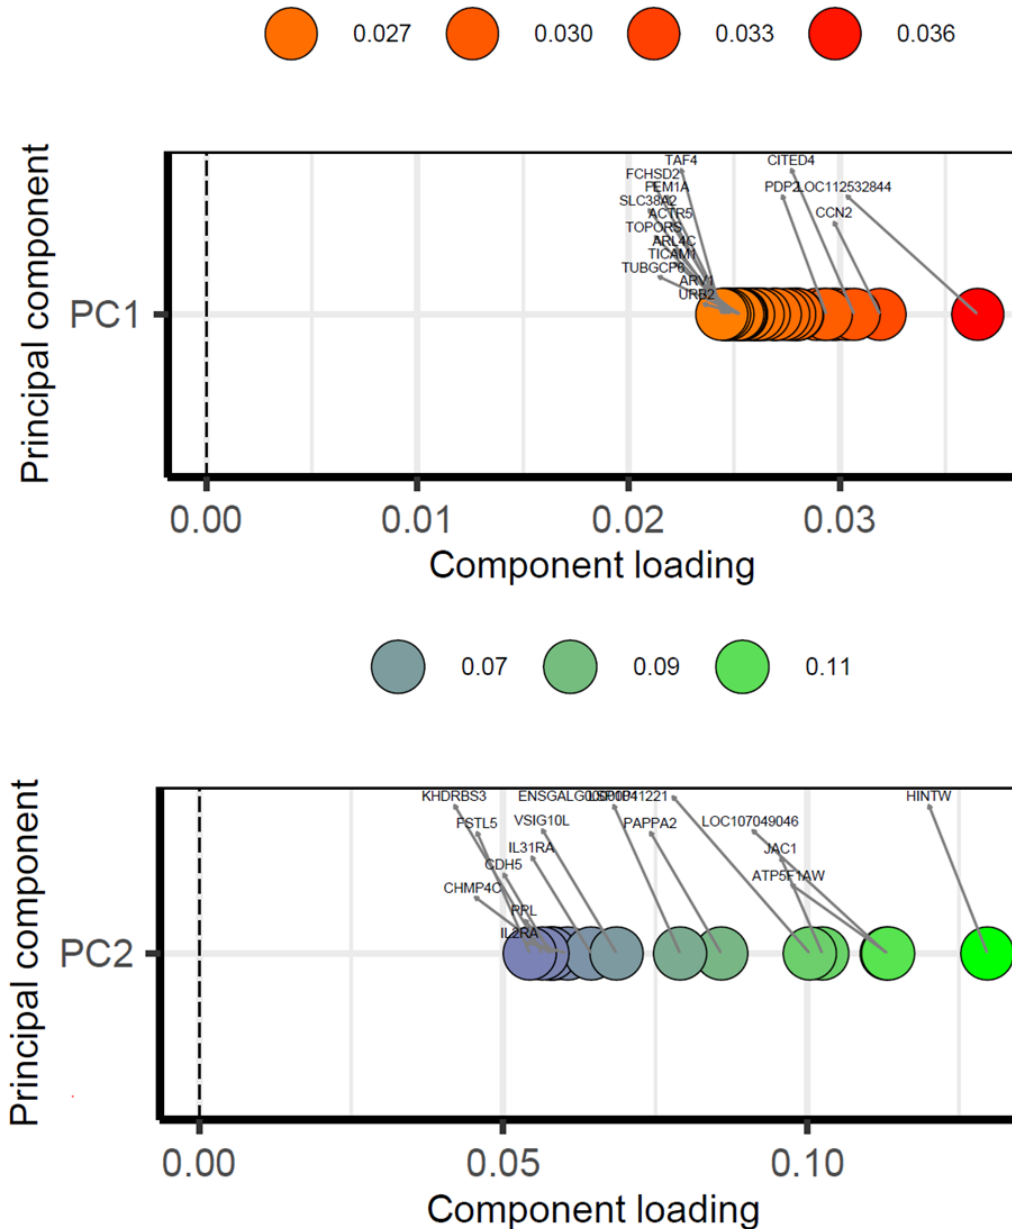 0.027 0.030 0.033 0.036
Principal component
TAF4 CITED4
FCHSD2
FEM1A PDP2 LOC112532844
SLC38A2
ACTR5 CCN2
TOPORS
ARL4C
TICAM1
TUBGCP6
ARV1
URB2
PC1
0.00 0.01 0.02 0.03
Component loading
0.07 0.09 0.11
Principal component
KHDRBS3 HINTW
FSTL5 VSIG10L PAPPA2 LOC107049046
IL31RA JAC1
CDH5 ATP5F1AW
CHMP4C
PPL
IL2RA
PC2
0.00 0.05 0.10
Component loading